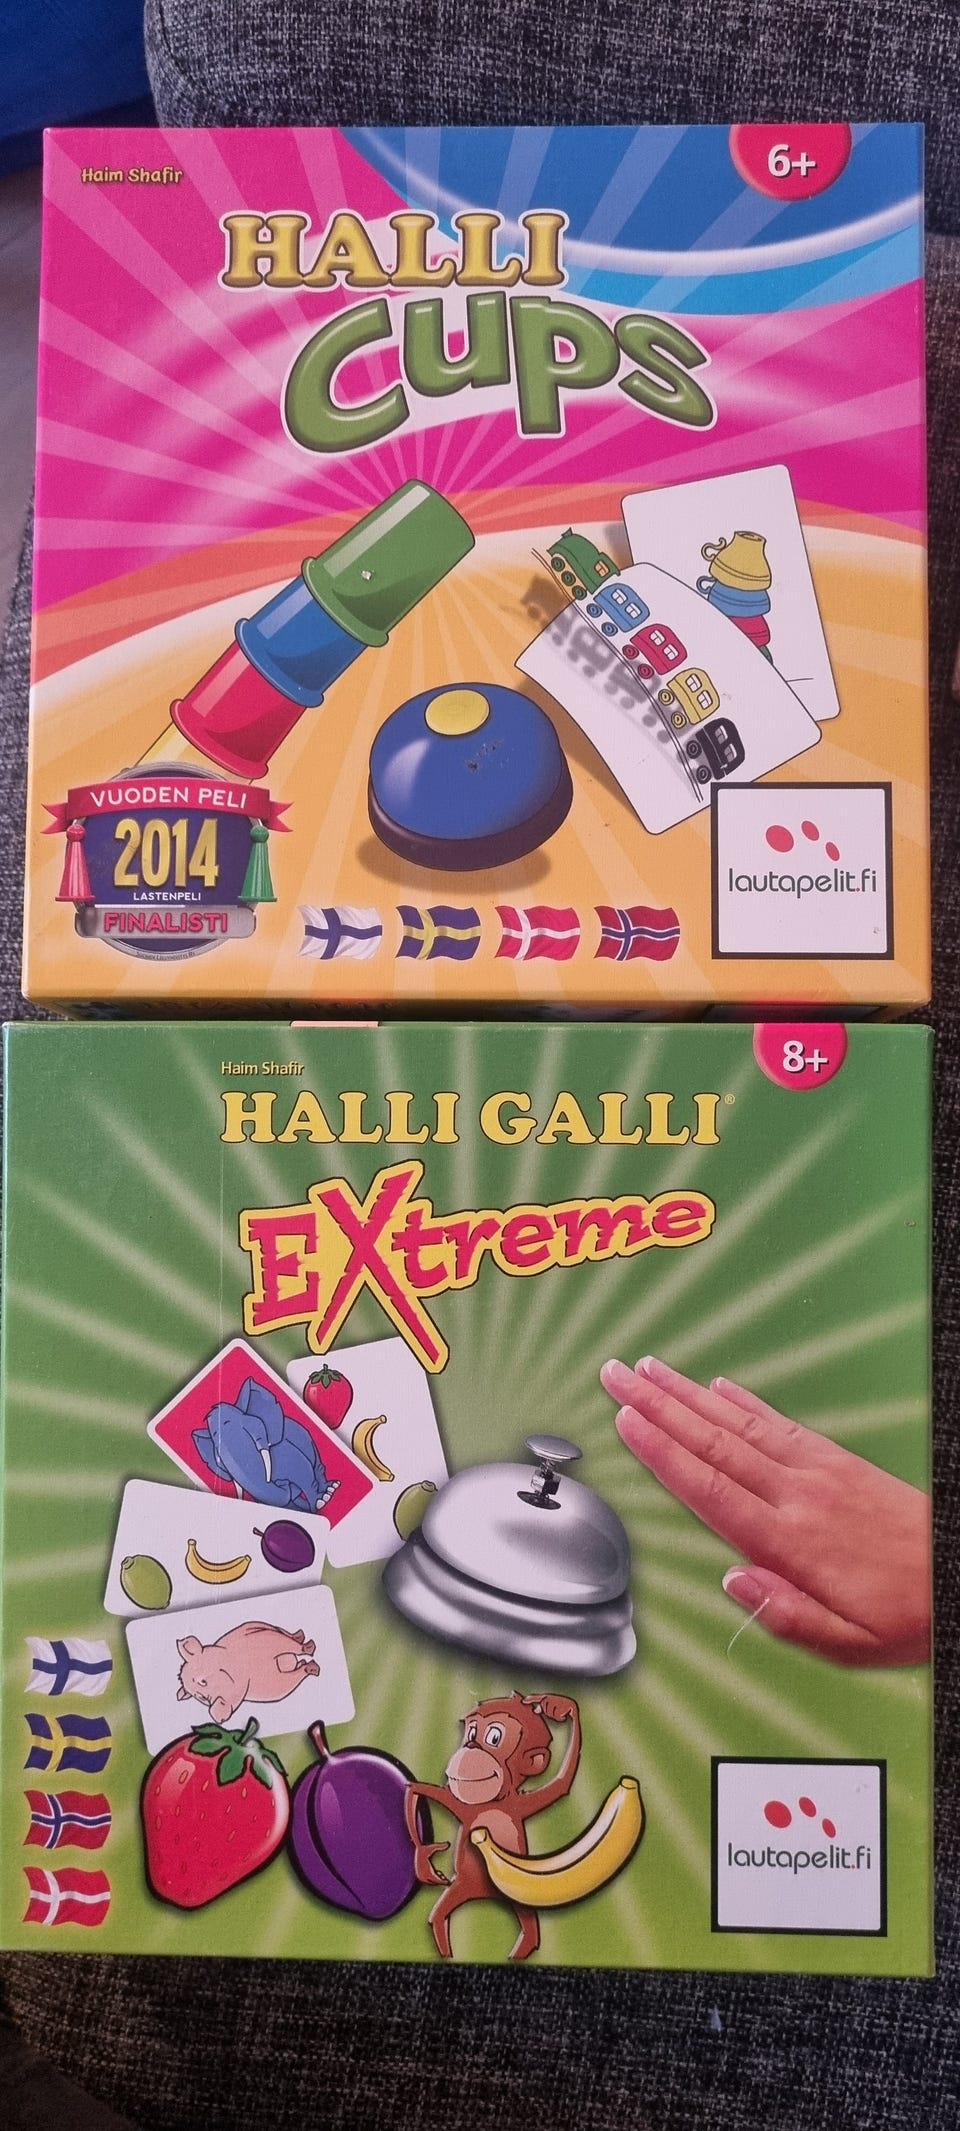 Haim Shafir
6+
HALLI
Cups
VUODEN PELI
2014
LASTENPELI
FINALISTI
lautapelit.fi
Haim Shafir
8+
HALLI GALLI®
EXtreme
lautapelit.fi